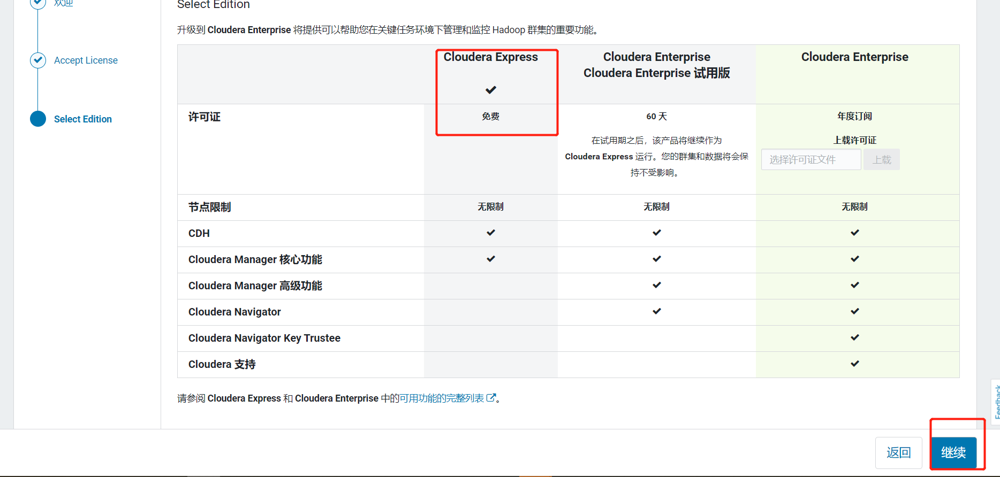 欢迎
Accept License
Select Edition
Select Edition
升级到 Cloudera Enterprise 将提供可以帮助您在关键任务环境下管理和监控 Hadoop 群集的重要功能。
Cloudera Express
Cloudera Enterprise
Cloudera Enterprise 试用版
Cloudera Enterprise
许可证
免费
60 天
在试用期之后，该产品将继续作为
Cloudera Express 运行。您的群集和数据将会保
持不受影响。
年度订阅
上载许可证
选择许可证文件 上载
节点限制 无限制 无限制 无限制
CDH
Cloudera Manager 核心功能
Cloudera Manager 高级功能
Cloudera Navigator
Cloudera Navigator Key Trustee
Cloudera 支持
请参阅 Cloudera Express 和 Cloudera Enterprise 中的可用功能的完整列表。
Feedback
返回 继续